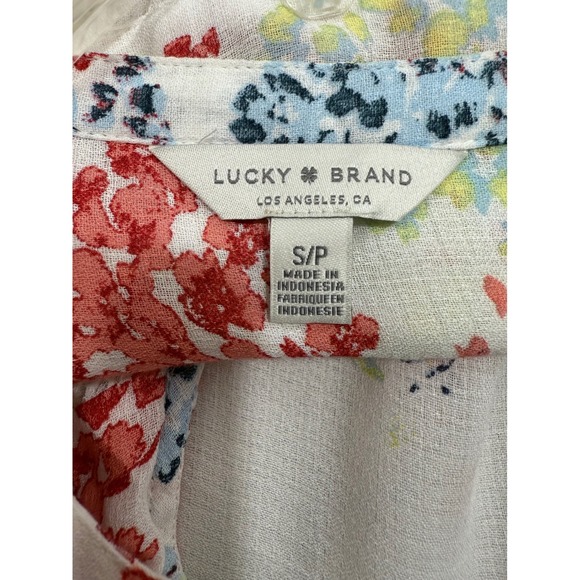 LUCKY BRAND
LOS ANGELES, CA
S/P
MADE IN
INDONESIA
FABRIQUE EN
INDONESIE